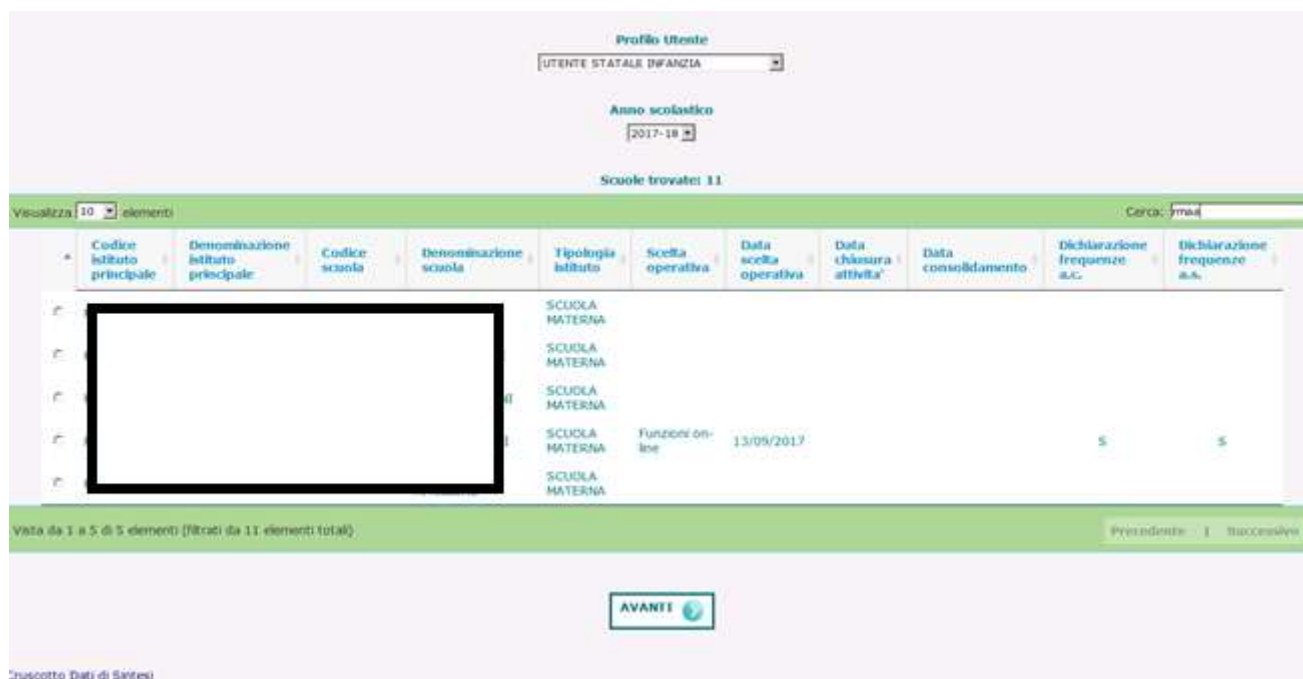 Profilo Utente
UTENTE STATALE INFANZIA
Anno scolastico
2017-18
Scuole trovate: 11
Visualizza 10 elementi Cerca: rmaa
Codice istituto principale Denominazione istituto principale Codice scuola Denominazione scuola Tipologia istituto Scelta operativa Data scelta operativa Data chiusura attivita' Data consolidamento Dichiarazione frequenze a.c. Dichiarazione frequenze a.s.
SCUOLA MATERNA
SCUOLA MATERNA
SCUOLA MATERNA
SCUOLA MATERNA Funzioni on-line 13/09/2017 S S
SCUOLA MATERNA
Vista da 1 a 5 di 5 elementi (filtrati da 11 elementi totali) Precedente 1 Successivo
AVANTI
Cruscotto Dati di Sintesi